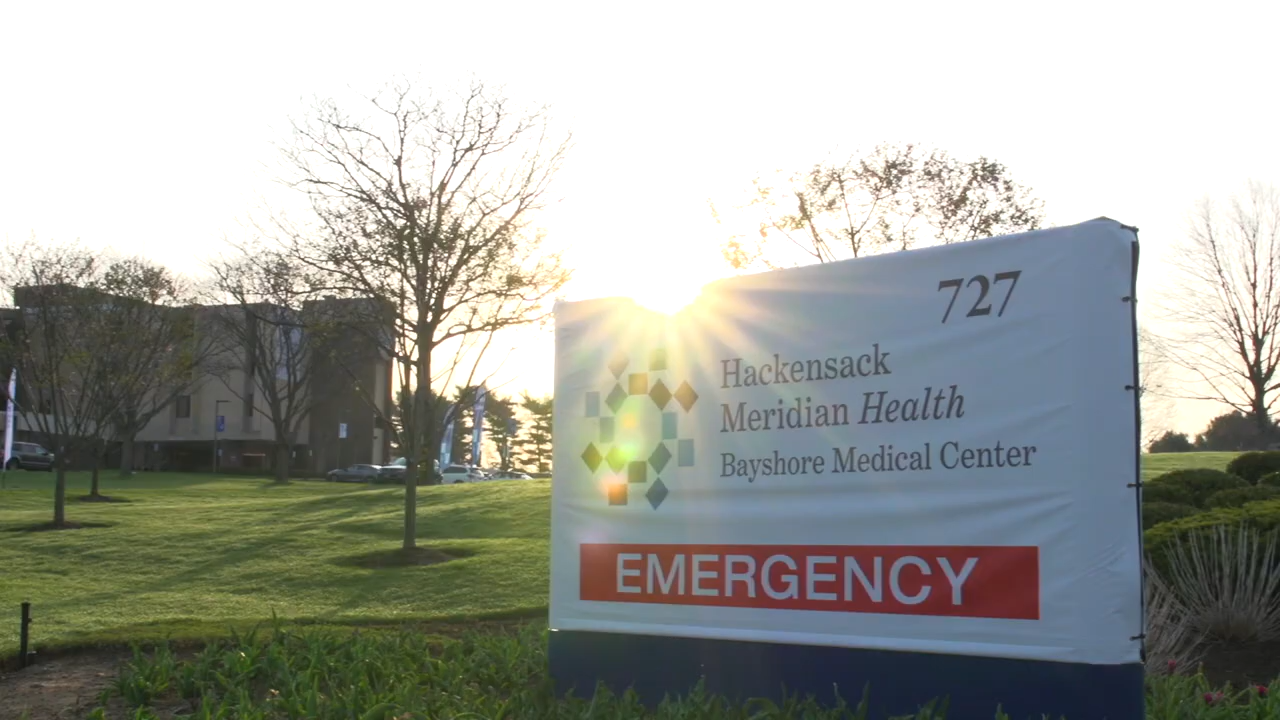 727
Hackensack
Meridian Health
Bayshore Medical Center
EMERGENCY